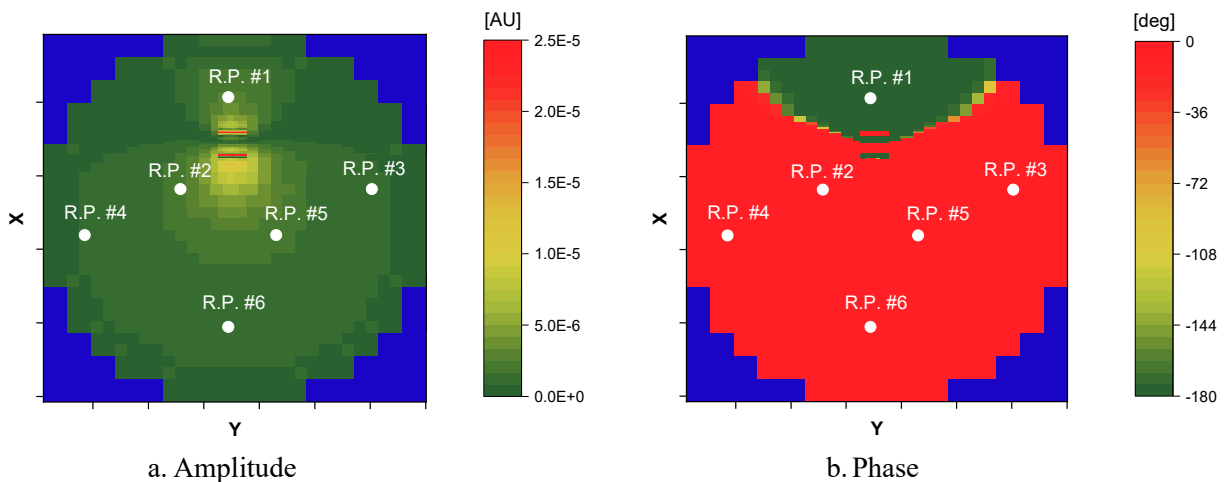 [AU]
2.5E-5
2.0E-5
1.5E-5
1.0E-5
5.0E-6
0.0E+0
R.P. #1
R.P. #2
R.P. #3
R.P. #4
R.P. #5
R.P. #6
X
Y
a. Amplitude
[deg]
0
-36
-72
-108
-144
-180
R.P. #1
R.P. #2
R.P. #3
R.P. #4
R.P. #5
R.P. #6
X
Y
b. Phase